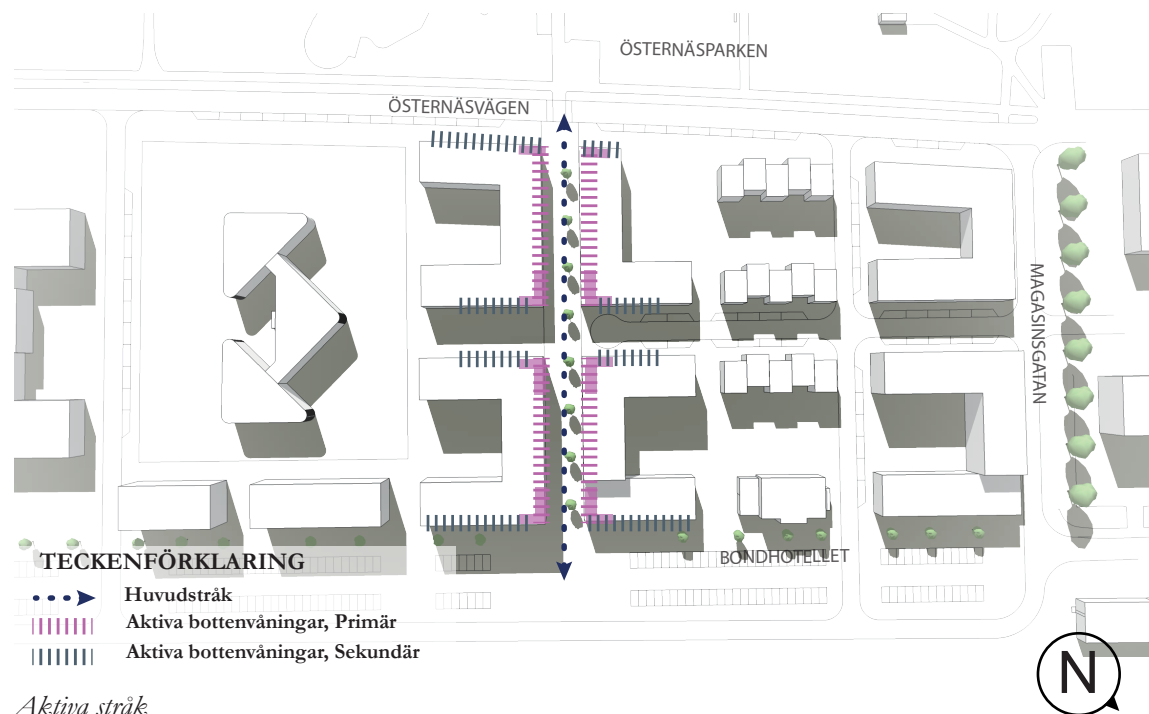 ÖSTERNÄSPARKEN
ÖSTERNÄSVÄGEN
MAGASINSGATAN
BONDHOTELLET
TECKENFÖRKLARING
Huvudstråk
Aktiva bottenvåningar, Primär
Aktiva bottenvåningar, Sekundär
N
Aktiva stråk